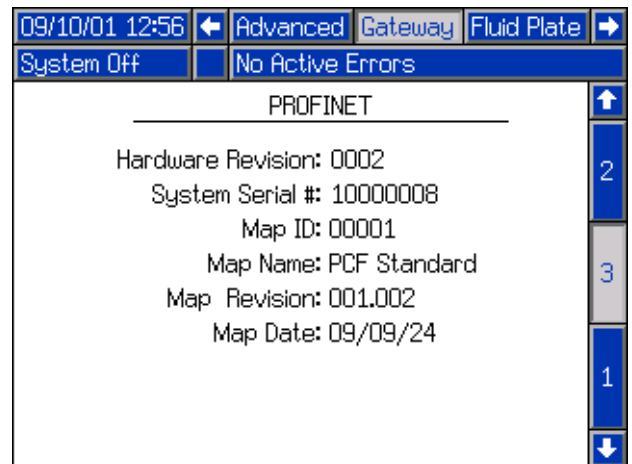 09/10/01 12:56 Advanced Gateway Fluid Plate
System Off No Active Errors
PROFINET
Hardware Revision: 0002
System Serial #: 10000008
Map ID: 00001
Map Name: PCF Standard
Map Revision: 001.002
Map Date: 09/09/24
2
3
1